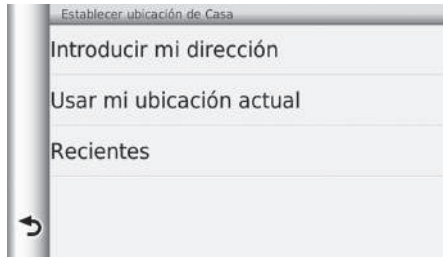 Establecer ubicación de Casa
Introducir mi dirección
Usar mi ubicación actual
Recientes